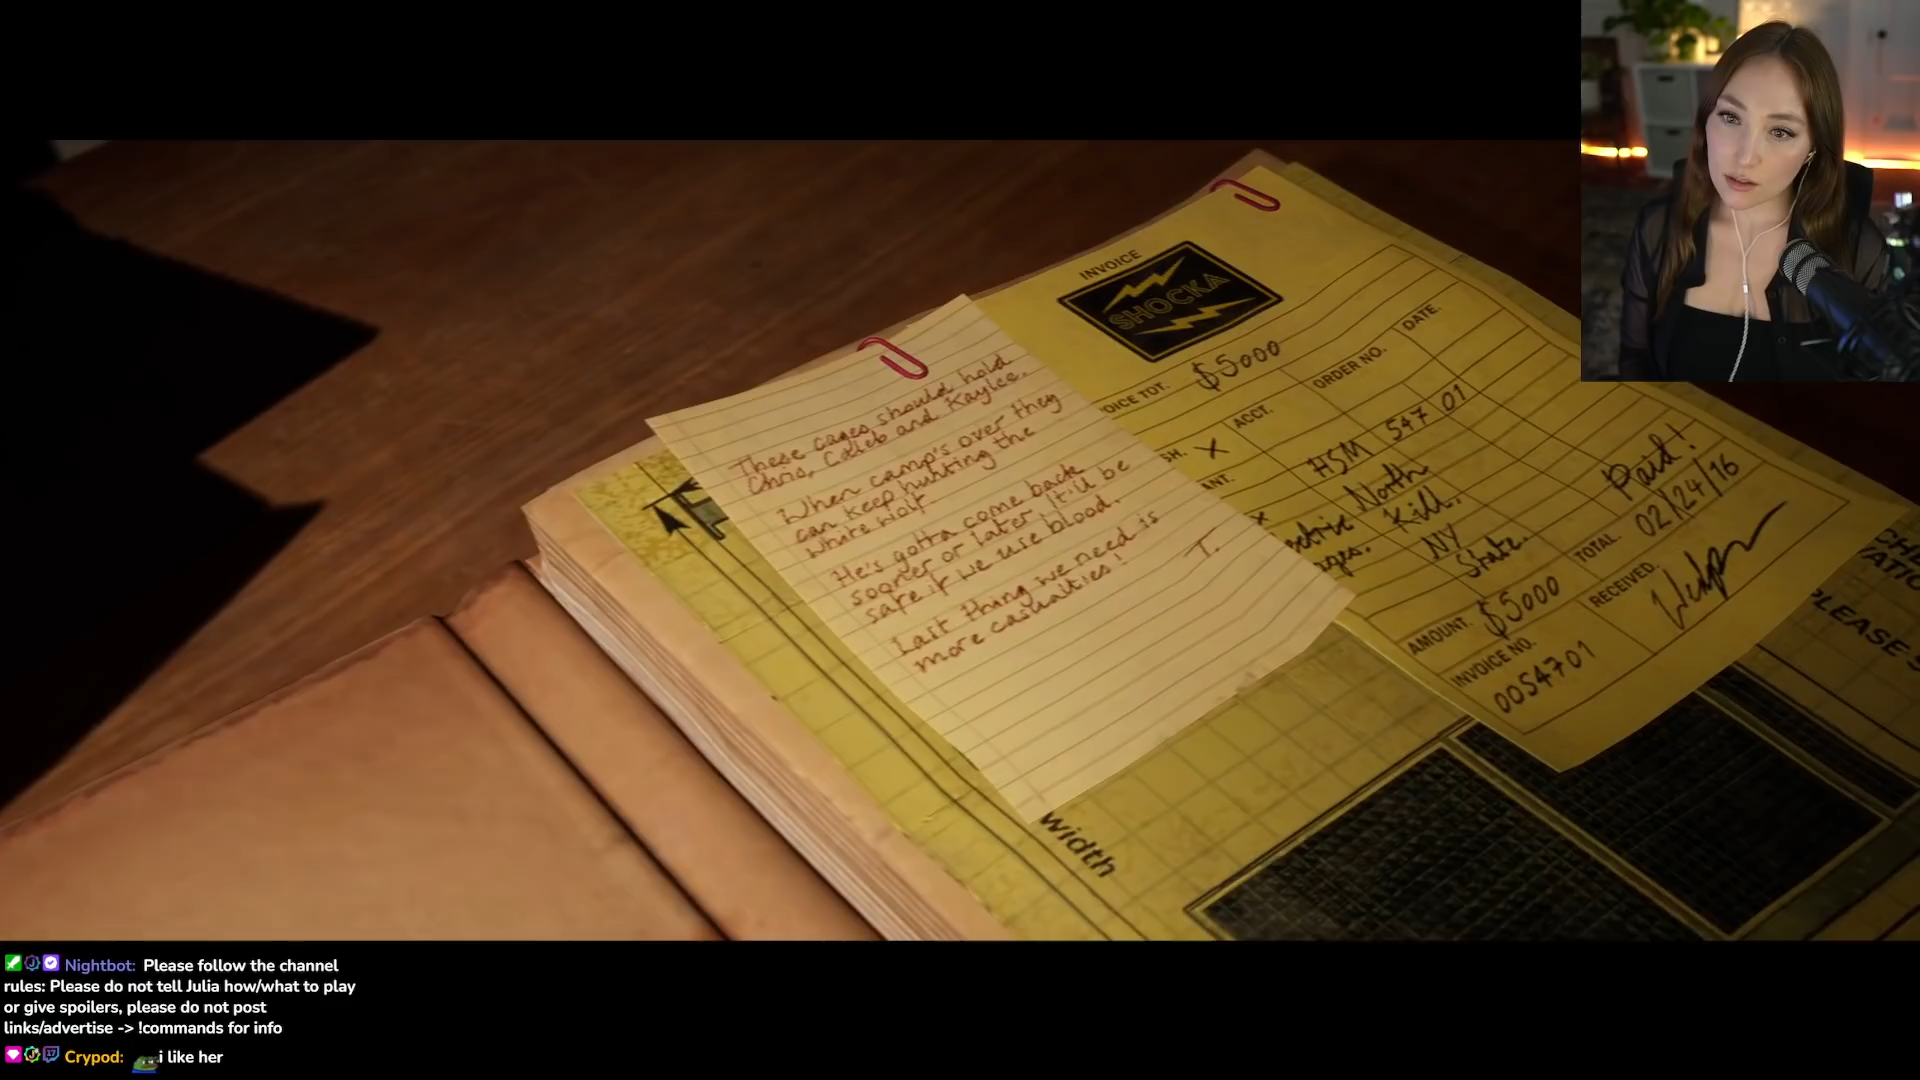 INVOICE
SHOCKA
OICE TOT. $5000
SH. X ACCT. ORDER NO. DATE.
ANT. HSM 547 01
North
Kill,
NY
State.
Paid!
TOTAL. 02/24/16
AMOUNT. $5000 RECEIVED.
INVOICE NO.
0054701
These cages should hold
Chris, Caleb and Kaylee.
When camp's over they
can keep hunting the
white wolf
He's gotta come back
sooner or later. It'll be
safe if we use blood.
Last thing we need is
more casualties!
T.
width
PLEASE
Nightbot: Please follow the channel
rules: Please do not tell Julia how/what to play
or give spoilers, please do not post
links/advertise -> !commands for info
Crypod: i like her